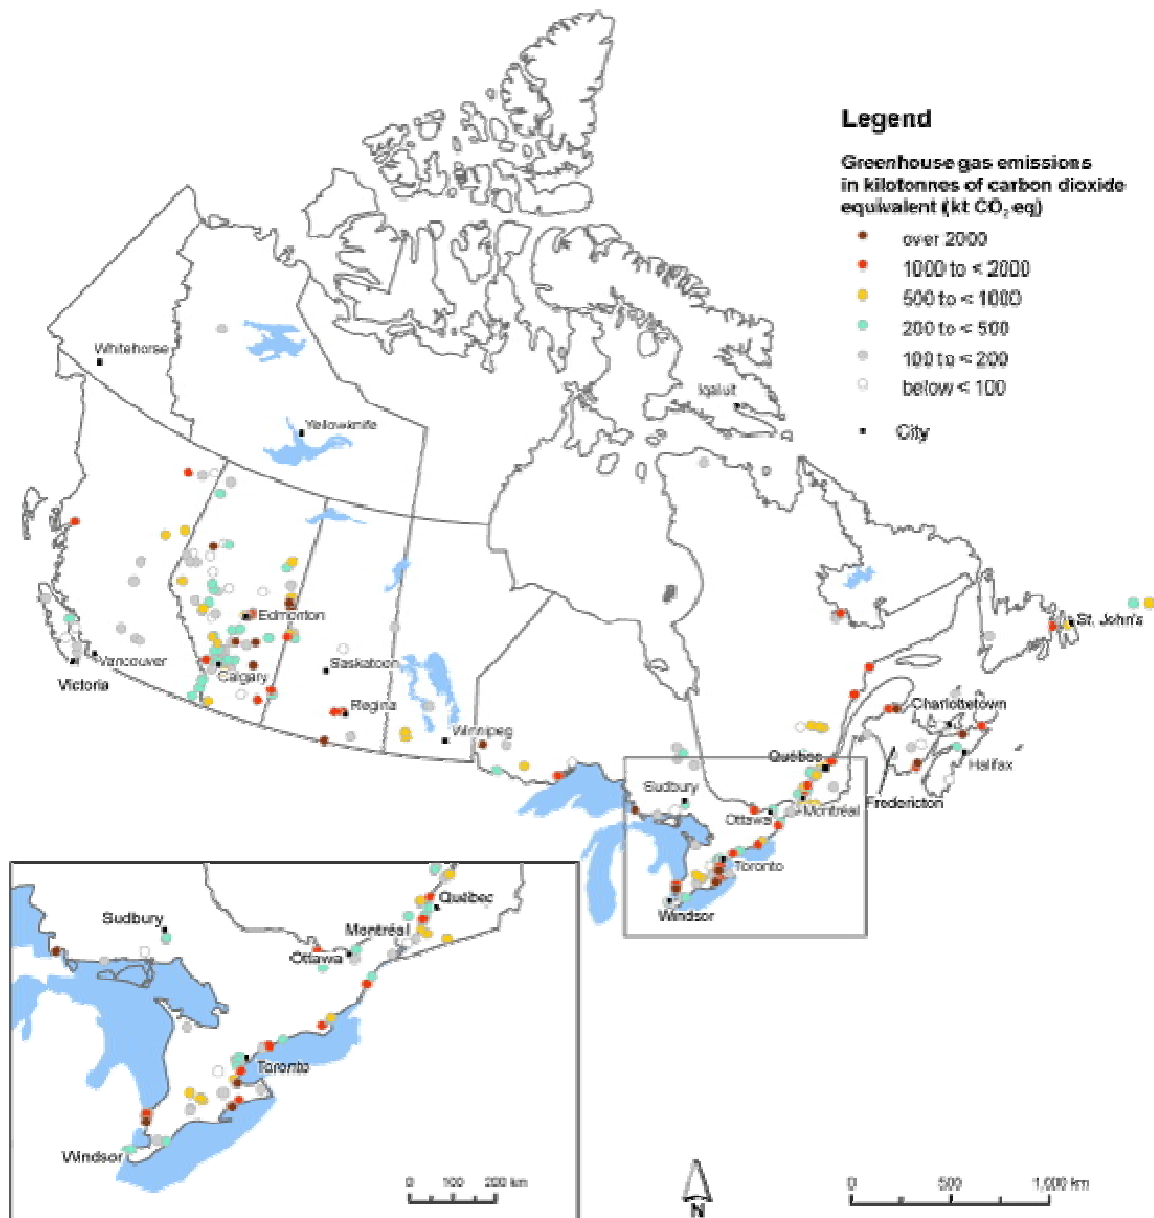 Legend
Greenhouse gas emissions
in kilotonnes of carbon dioxide
equivalent (kt CO₂ eq)
over 2000
1000 to < 2000
500 to < 1000
200 to < 500
100 to < 200
below < 100
City
Whitehorse
Iqaluit
Yellowknife
Edmonton
St. John's
Vancouver
Saskatoon
Victoria
Calgary
Regina
Charlottetown
Winnipeg
Québec
Halifax
Sudbury
Fredericton
Ottawa
Montréal
Toronto
Windsor
Québec
Sudbury
Montréal
Ottawa
Toronto
Windsor
0 100 200 km
N
0 500 1,000 km